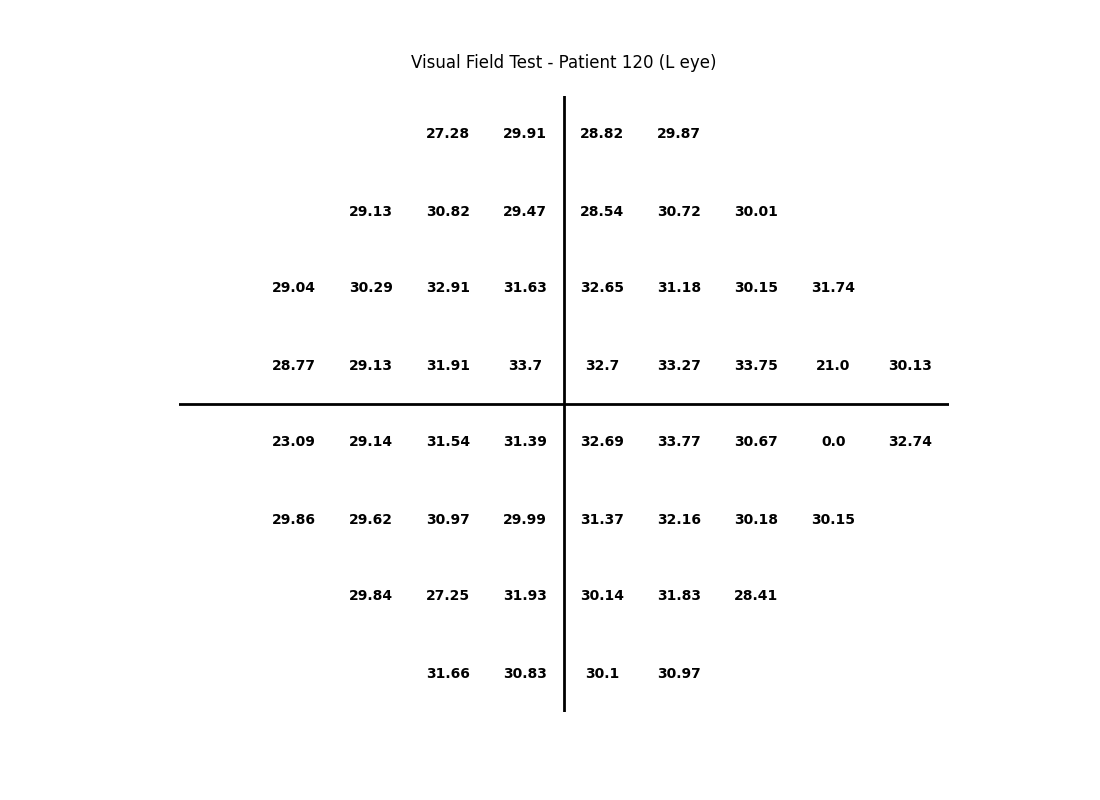 Visual Field Test - Patient 120 (L eye)
27.28 29.91 28.82 29.87
29.13 30.82 29.47 28.54 30.72 30.01
29.04 30.29 32.91 31.63 32.65 31.18 30.15 31.74
28.77 29.13 31.91 33.7 32.7 33.27 33.75 21.0 30.13
23.09 29.14 31.54 31.39 32.69 33.77 30.67 0.0 32.74
29.86 29.62 30.97 29.99 31.37 32.16 30.18 30.15
29.84 27.25 31.93 30.14 31.83 28.41
31.66 30.83 30.1 30.97